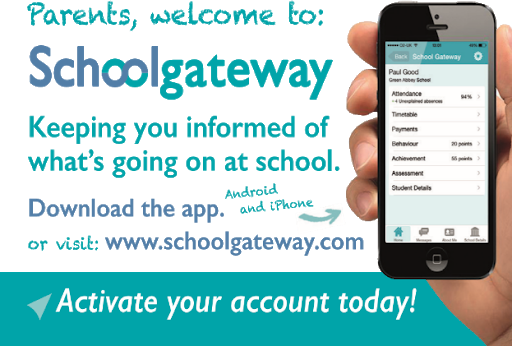 Parents, welcome to:
Schoolgateway
Keeping you informed of
what's going on at school.
Download the app.
Android
and iPhone
or visit: www.schoolgateway.com
Activate your account today!
Back
School Gateway
Paul Good
Green Abbey School
Attendance
94%
4 Unexplained absences
Timetable
Payments
Behaviour
20 points
Achievement
55 points
Assessment
Student Details
Home
Messages
About Me
School Details